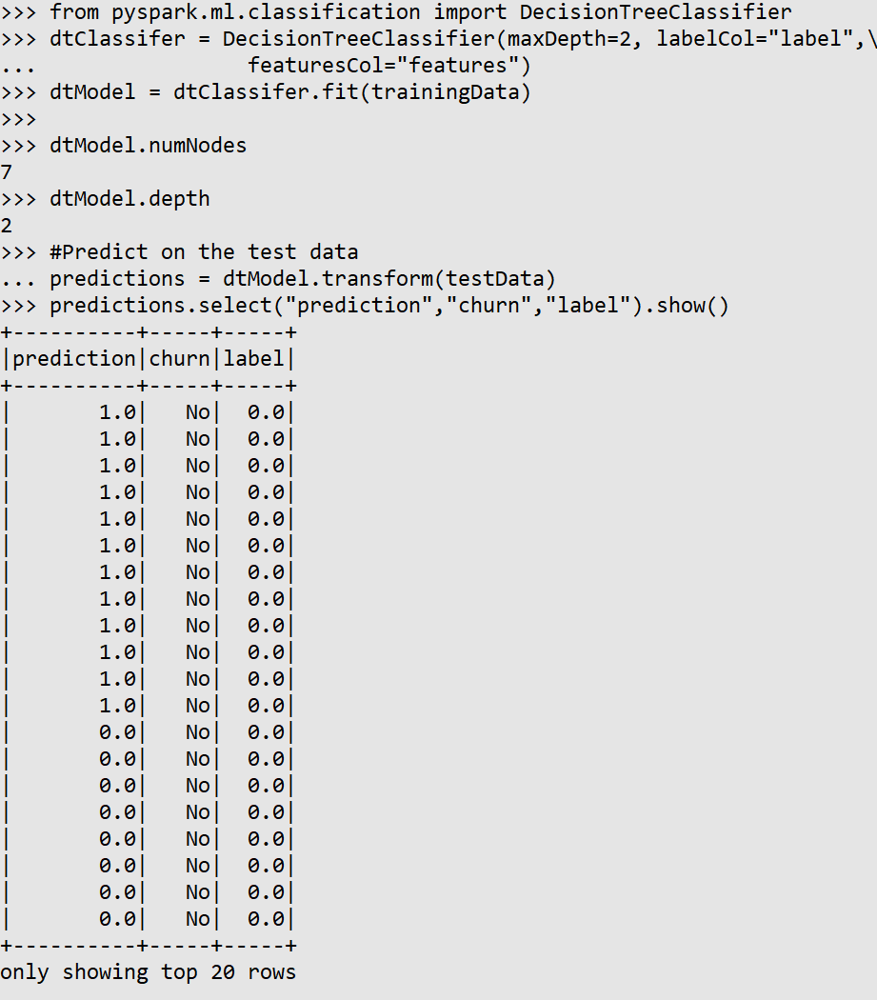 >>> from pyspark.ml.classification import DecisionTreeClassifier
>>> dtClassifer = DecisionTreeClassifier(maxDepth=2, labelCol="label",\
...                 featuresCol="features")
>>> dtModel = dtClassifer.fit(trainingData)
>>>
>>> dtModel.numNodes
7
>>> dtModel.depth
2
>>> #Predict on the test data
... predictions = dtModel.transform(testData)
>>> predictions.select("prediction","churn","label").show()
+----------+-----+-----+
|prediction|churn|label|
+----------+-----+-----+
|       1.0|   No|  0.0|
|       1.0|   No|  0.0|
|       1.0|   No|  0.0|
|       1.0|   No|  0.0|
|       1.0|   No|  0.0|
|       1.0|   No|  0.0|
|       1.0|   No|  0.0|
|       1.0|   No|  0.0|
|       1.0|   No|  0.0|
|       1.0|   No|  0.0|
|       1.0|   No|  0.0|
|       1.0|   No|  0.0|
|       0.0|   No|  0.0|
|       0.0|   No|  0.0|
|       0.0|   No|  0.0|
|       0.0|   No|  0.0|
|       0.0|   No|  0.0|
|       0.0|   No|  0.0|
|       0.0|   No|  0.0|
|       0.0|   No|  0.0|
+----------+-----+-----+
only showing top 20 rows